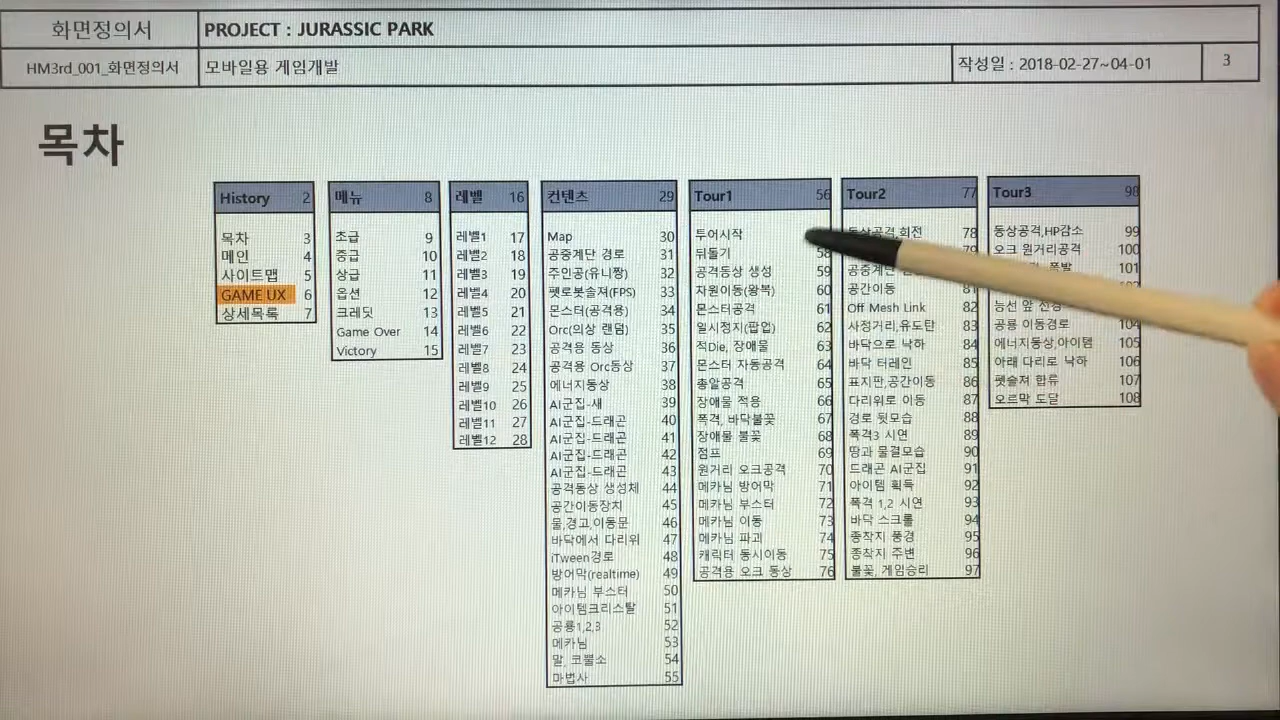 화면정의서
PROJECT : JURASSIC PARK
HM3rd_001_화면정의서
모바일용 게임개발
작성일 : 2018-02-27~04-01
3
목차
History 2
목차 3
메인 4
사이트맵 5
GAME UX 6
상세목록 7
메뉴 8
초급 9
중급 10
상급 11
옵션 12
크레딧 13
Game Over 14
Victory 15
레벨 16
레벨1 17
레벨2 18
레벨3 19
레벨4 20
레벨5 21
레벨6 22
레벨7 23
레벨8 24
레벨9 25
레벨10 26
레벨11 27
레벨12 28
컨텐츠 29
Map 30
공중계단 경로 31
주인공(유니짱) 32
펫로봇솔져(FPS) 33
몬스터(공격용) 34
Orc(의상 랜덤) 35
공격용 동상 36
공격용 Orc동상 37
에너지동상 38
AI군집-새 39
AI군집-드래곤 40
AI군집-드래곤 41
AI군집-드래곤 42
AI군집-드래곤 43
공격동상 생성체 44
공간이동장치 45
물,경고,이동문 46
바다에서 다리위 47
iTween경로 48
방어막(realtime) 49
메카님 부스터 50
아이템크리스탈 51
공룡1,2,3 52
메카님 53
말, 코뿔소 54
마법사 55
Tour1 56
투어시작
뒤돌기 58
공격동상 생성 59
자원이동(왕복) 60
몬스터공격 61
일시정지(팝업) 62
적Die, 장애물 63
몬스터 자동공격 64
총알공격 65
장애물 적용 66
폭격, 바닥불꽃 67
장애물 불꽃 68
점프 69
원거리 오크공격 70
메카님 방어막 71
메카님 부스터 72
메카님 이동 73
메카님 파괴 74
캐릭터 동시이동 75
공격용 오크 동상 76
Tour2 77
동상공격,회전 78
79
공중계단
공간이동 81
Off Mesh Link 82
사정거리,유도탄 83
바닥으로 낙하 84
바닥 터레인 85
표지판,공간이동 86
다리위로 이동 87
경로 뒷모습 88
폭격3 시연 89
땅과 물결모습 90
드래곤 AI군집 91
아이템 획득 92
폭격 1,2 시연 93
바닥 스크롤 94
종착지 풍경 95
종착지 주변 96
불꽃, 게임승리 97
Tour3 98
동상공격,HP감소 99
오크 원거리공격 100
폭발 101
능선 앞
공룡 이동경로 104
에너지동상,아이템 105
아래 다리로 낙하 106
펫솔져 합류 107
오르막 도달 108